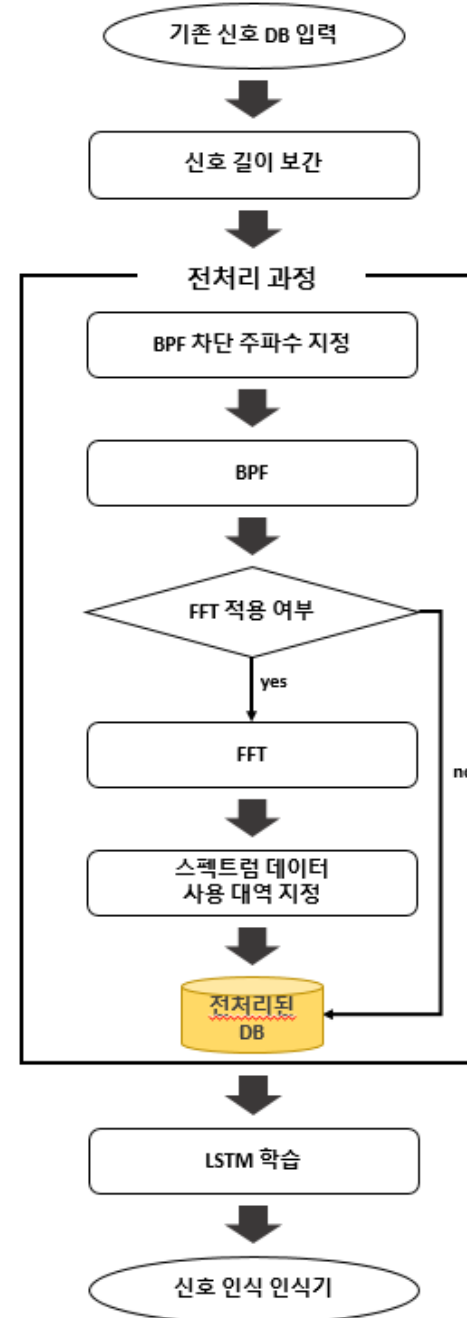 기존 신호 DB 입력
신호 길이 보간
전처리 과정
BPF 차단 주파수 지정
BPF
FFT 적용 여부
yes
FFT
no
스펙트럼 데이터
사용 대역 지정
전처리된
DB
LSTM 학습
신호 인식 인식기